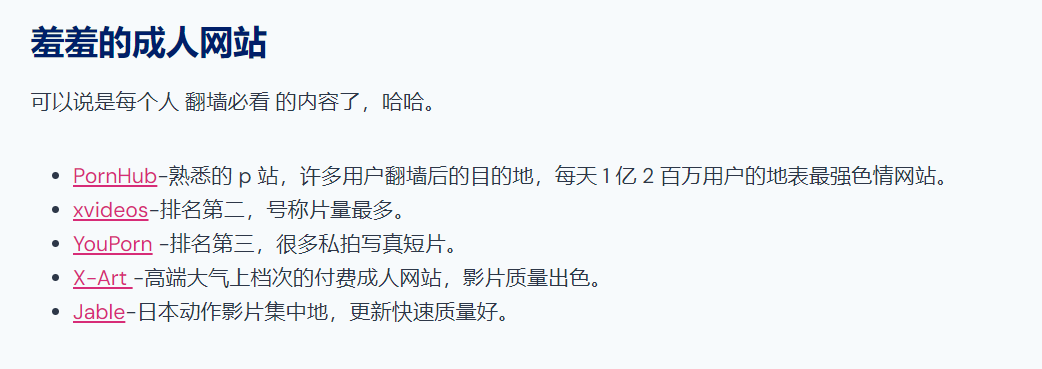 羞羞的成人网站
可以说是每个人 翻墙必看 的内容了，哈哈。
PornHub-熟悉的 p 站，许多用户翻墙后的目的地，每天 1 亿 2 百万用户的地表最强色情网站。
xvideos-排名第二，号称片量最多。
YouPorn -排名第三，很多私拍写真短片。
X-Art -高端大气上档次的付费成人网站，影片质量出色。
Jable-日本动作影片集中地，更新快速质量好。